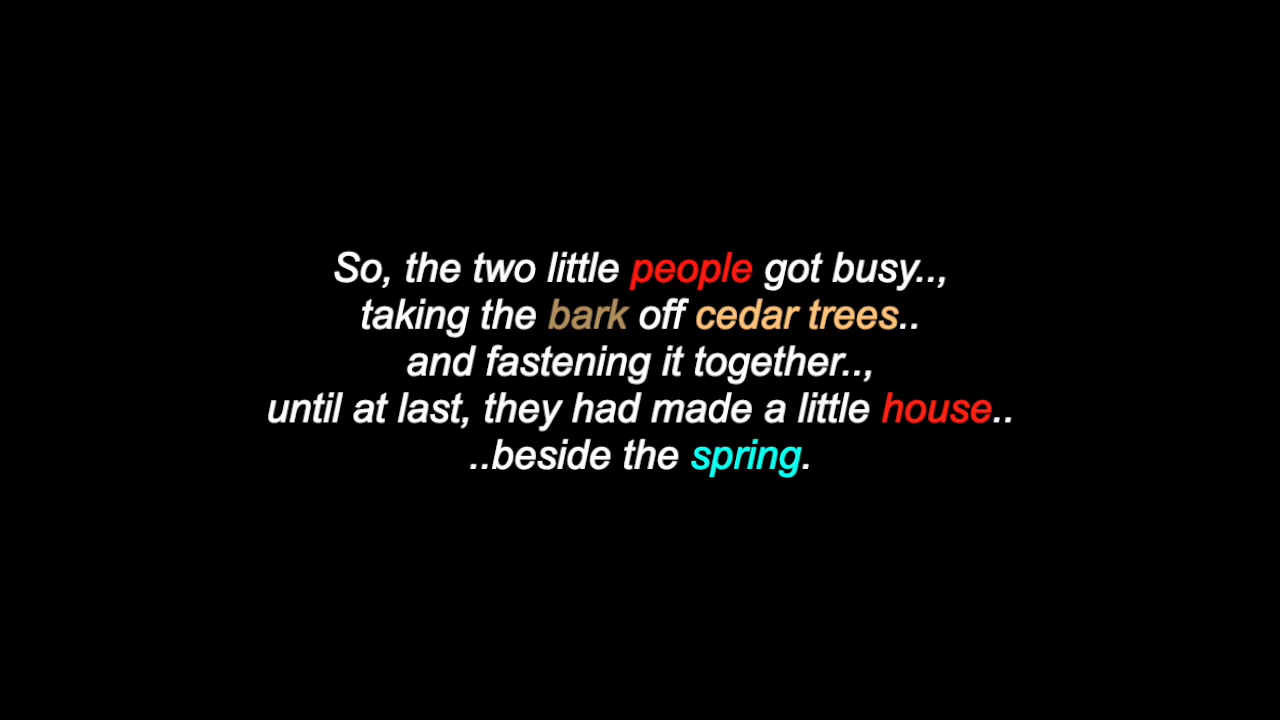 So, the two little people got busy..,
taking the bark off cedar trees..
and fastening it together..,
until at last, they had made a little house..
..beside the spring.